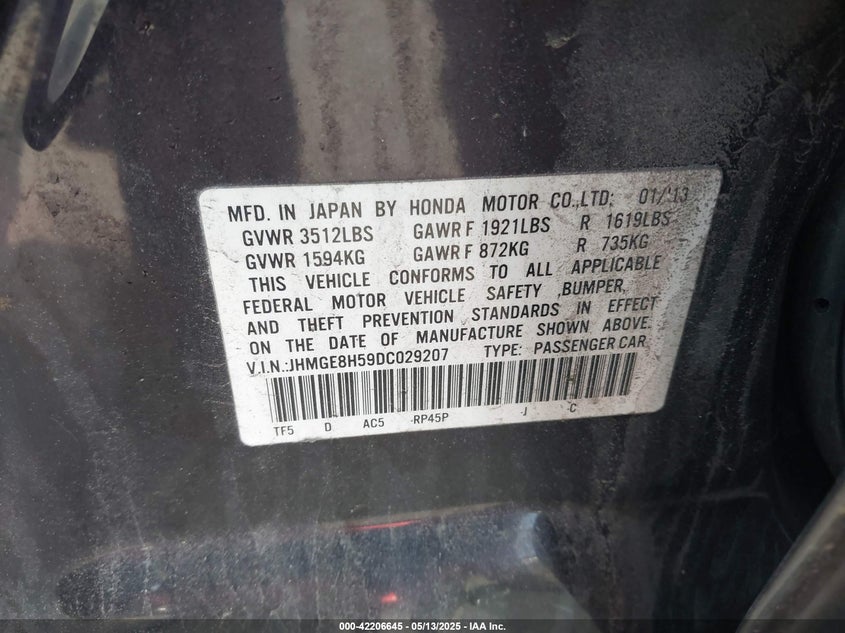 MFD. IN JAPAN BY HONDA MOTOR CO.,LTD: 01/'13
GVWR 3512LBS GAWR F 1921LBS R 1619LBS
GVWR 1594KG GAWR F 872KG R 735KG
THIS VEHICLE CONFORMS TO ALL APPLICABLE
FEDERAL MOTOR VEHICLE SAFETY ,BUMPER,
AND THEFT PREVENTION STANDARDS IN EFFECT
ON THE DATE OF MANUFACTURE SHOWN ABOVE.
V.I.N.:JHMGE8H59DC029207 TYPE: PASSENGER CAR
TF5 D AC5 -RP45P -J -C
000-42206645 - 05/13/2025 - IAA Inc.